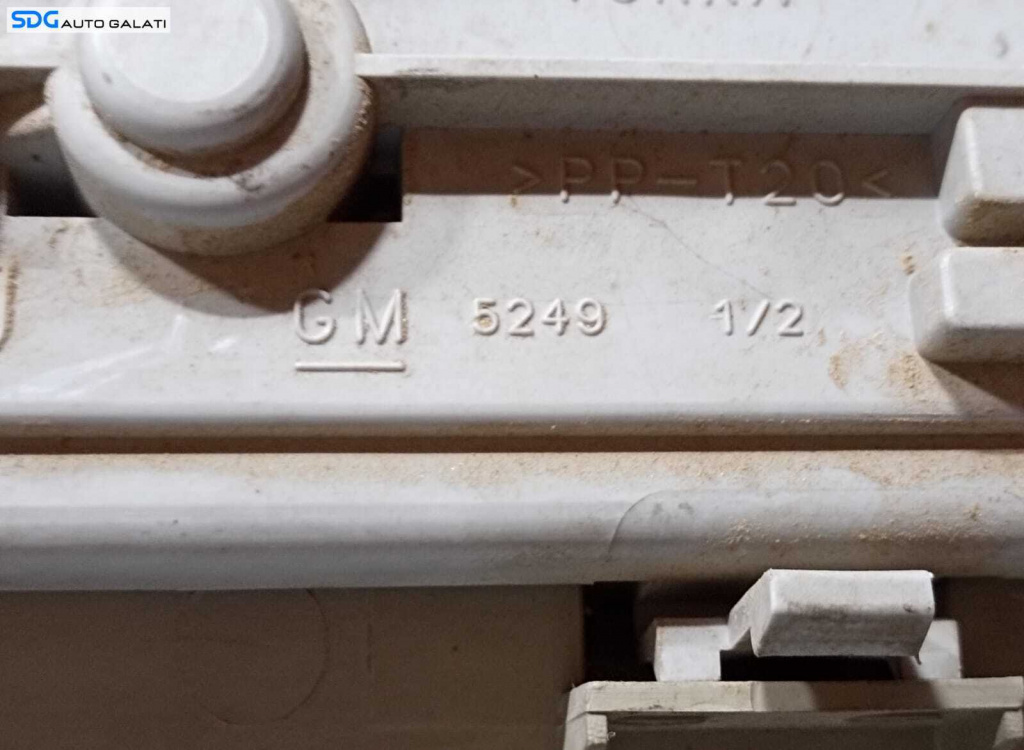 SDG AUTO GALATI
>PP-T20<
GM 5249 1/2